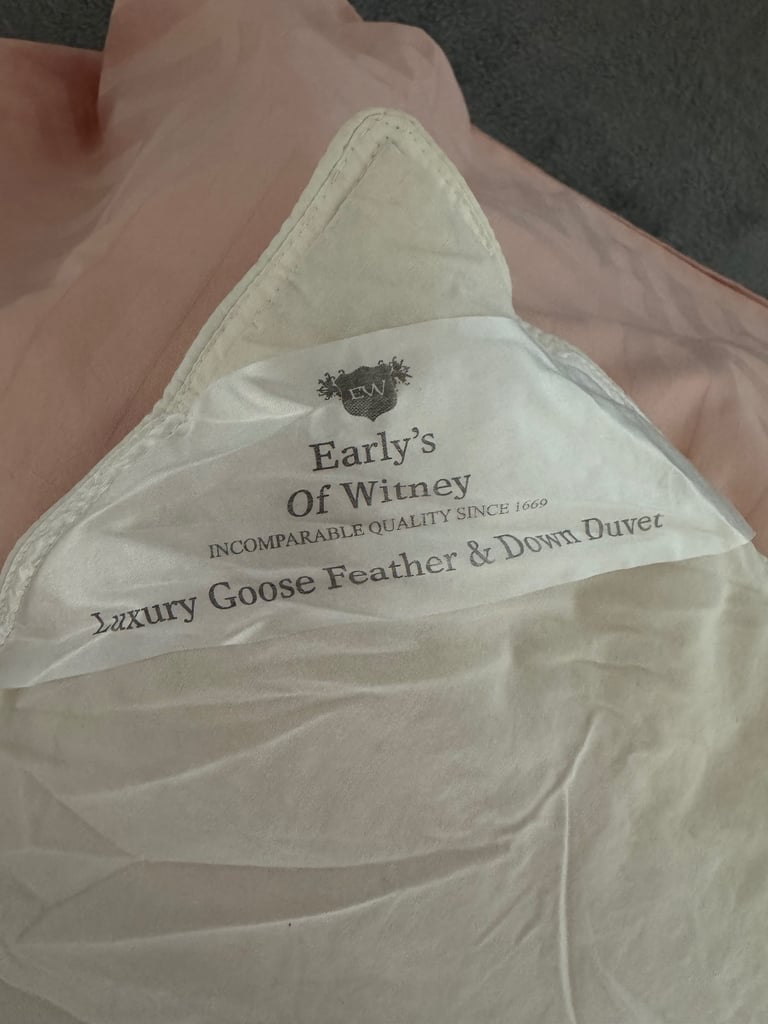 EW
Early's
Of Witney
INCOMPARABLE QUALITY SINCE 1669
Luxury Goose Feather & Down Duvet